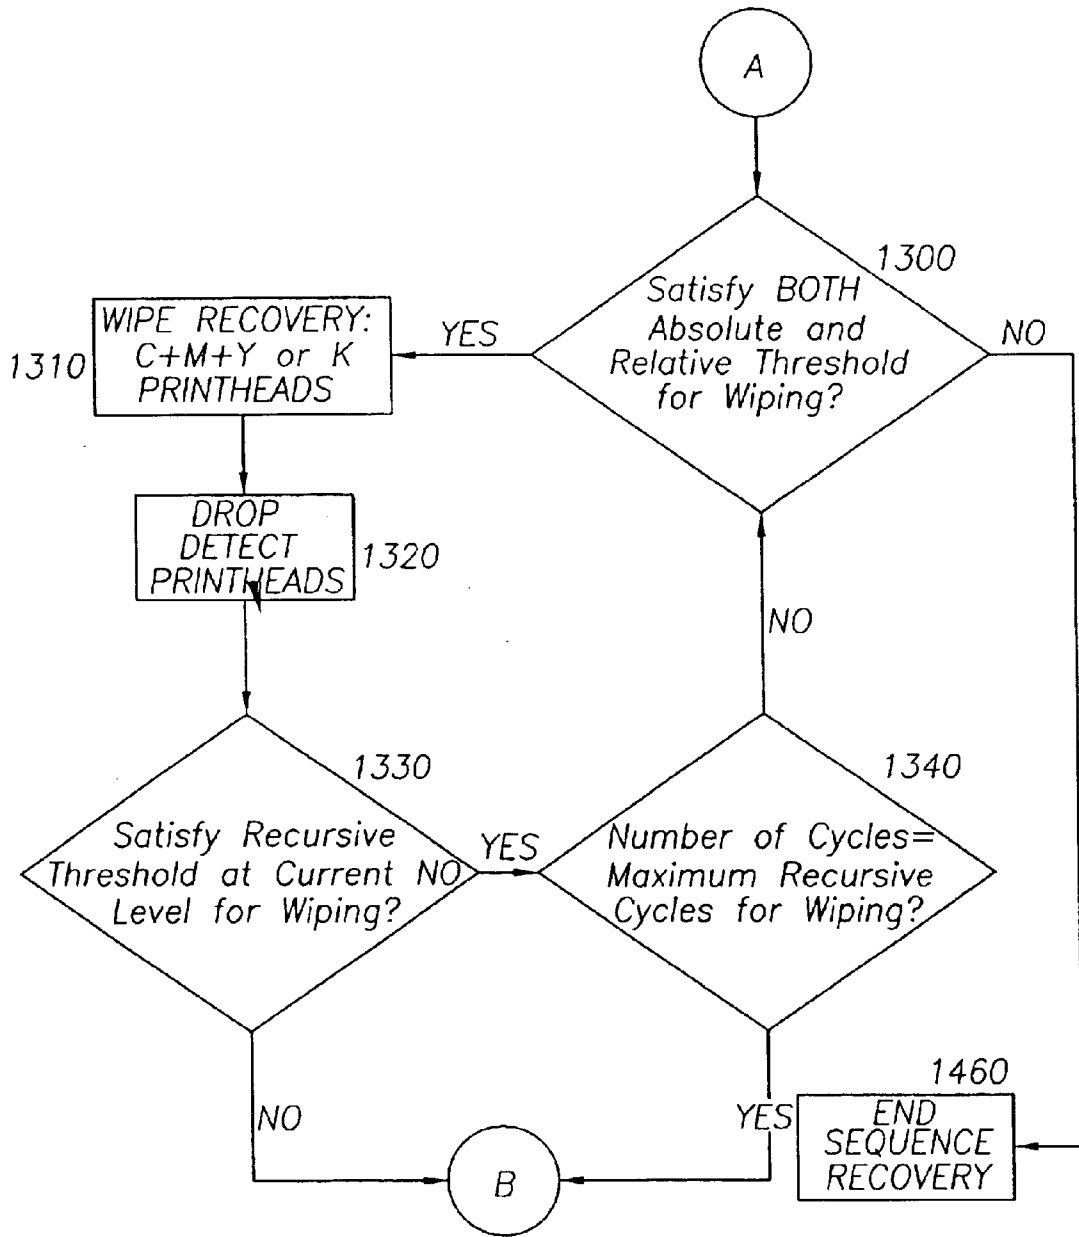 A
1300
Satisfy BOTH
Absolute and
Relative Threshold
for Wiping?
YES
NO
WIPE RECOVERY:
C+M+Y or K
PRINTHEADS
1310
DROP
DETECT
PRINTHEADS
1320
NO
1330
Satisfy Recursive
Threshold at Current NO
Level for Wiping?
YES
1340
Number of Cycles=
Maximum Recursive
Cycles for Wiping?
NO
YES
1460
END
SEQUENCE
RECOVERY
B